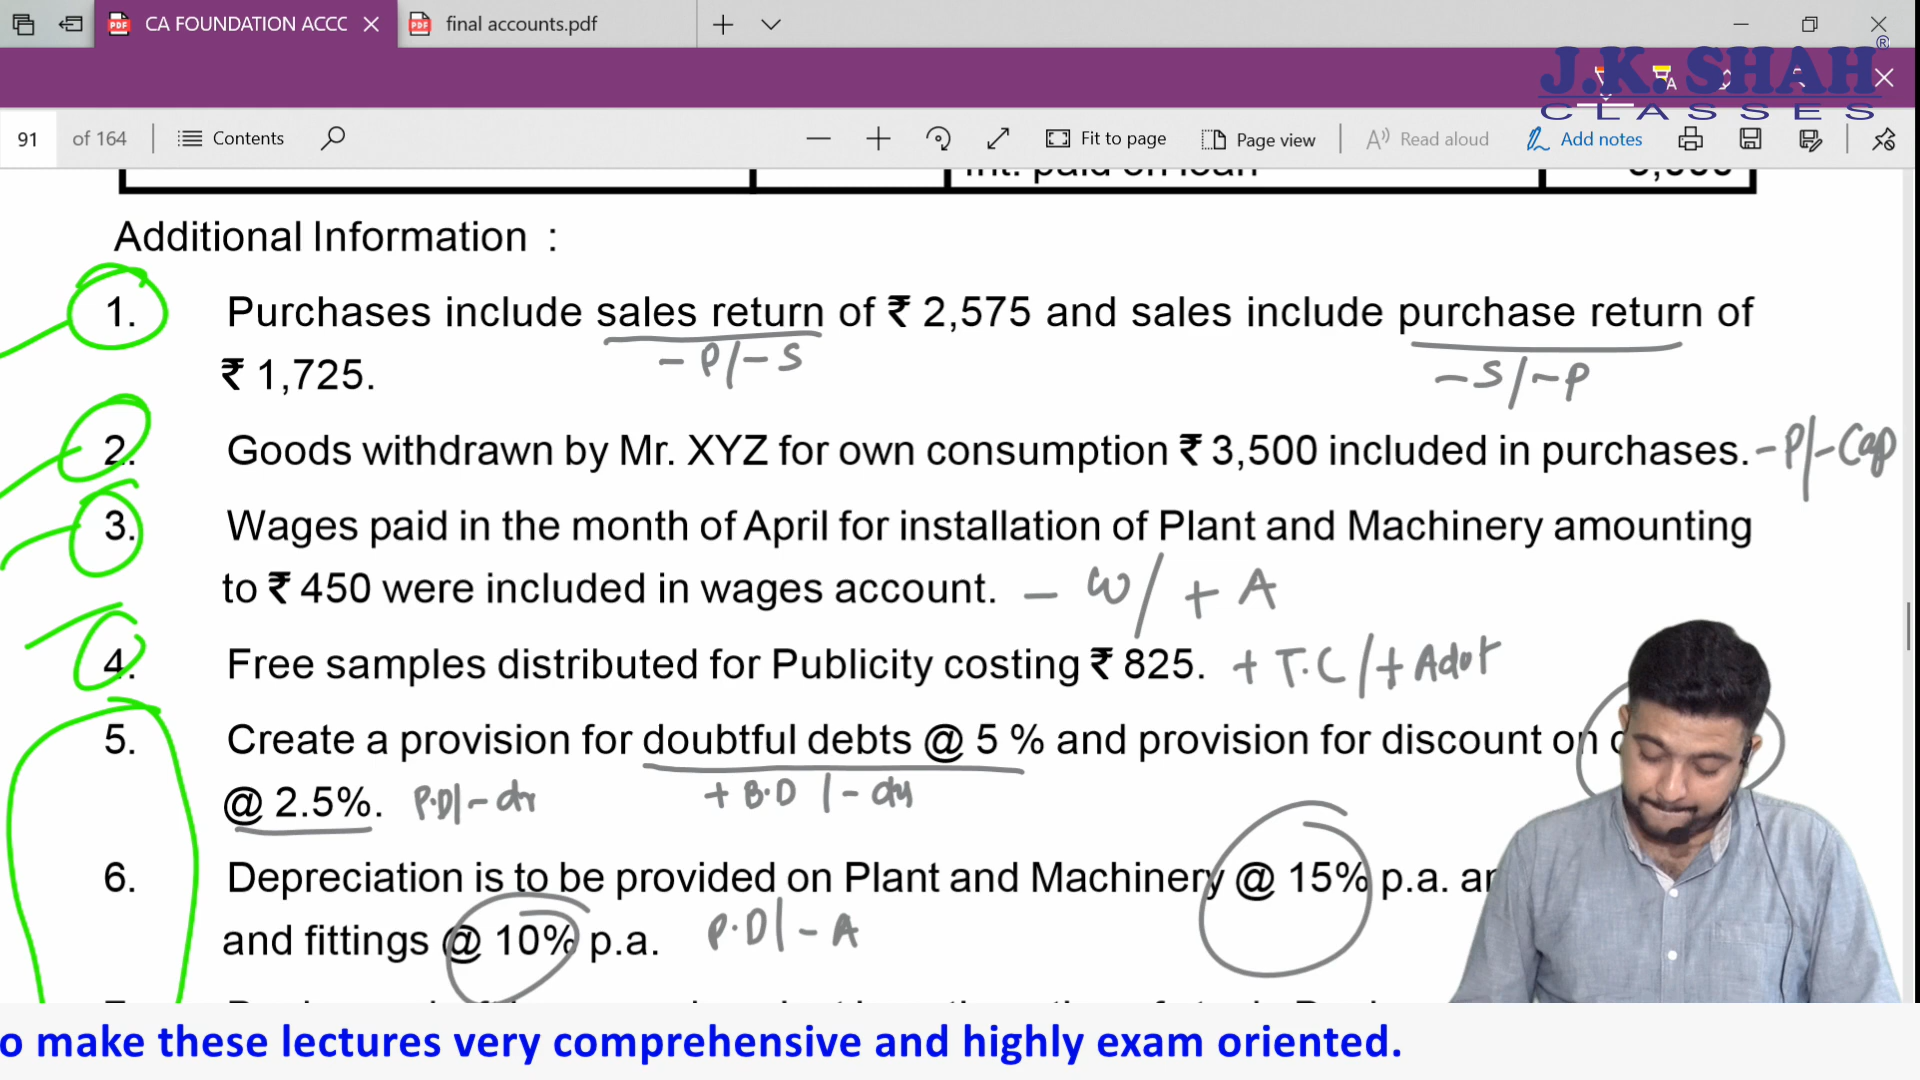 CA FOUNDATION ACCC
final accounts.pdf
J.K. SHAH®
CLASSES
91 of 164
Contents
Fit to page
Page view
Read aloud
Add notes
Int. paid on loan
Additional Information :
1. Purchases include sales return of ₹ 2,575 and sales include purchase return of
- P/- S
₹ 1,725.
- S/- P
2. Goods withdrawn by Mr. XYZ for own consumption ₹ 3,500 included in purchases. - P/- Cap
3. Wages paid in the month of April for installation of Plant and Machinery amounting
to ₹ 450 were included in wages account. - W/ + A
4. Free samples distributed for Publicity costing ₹ 825. + T.C/+ Advt
5. Create a provision for doubtful debts @ 5 % and provision for discount on
@ 2.5%. P.D/- dr + B.D/- dr
6. Depreciation is to be provided on Plant and Machinery @ 15% p.a.
and fittings @ 10% p.a. P.D/- A
o make these lectures very comprehensive and highly exam oriented.